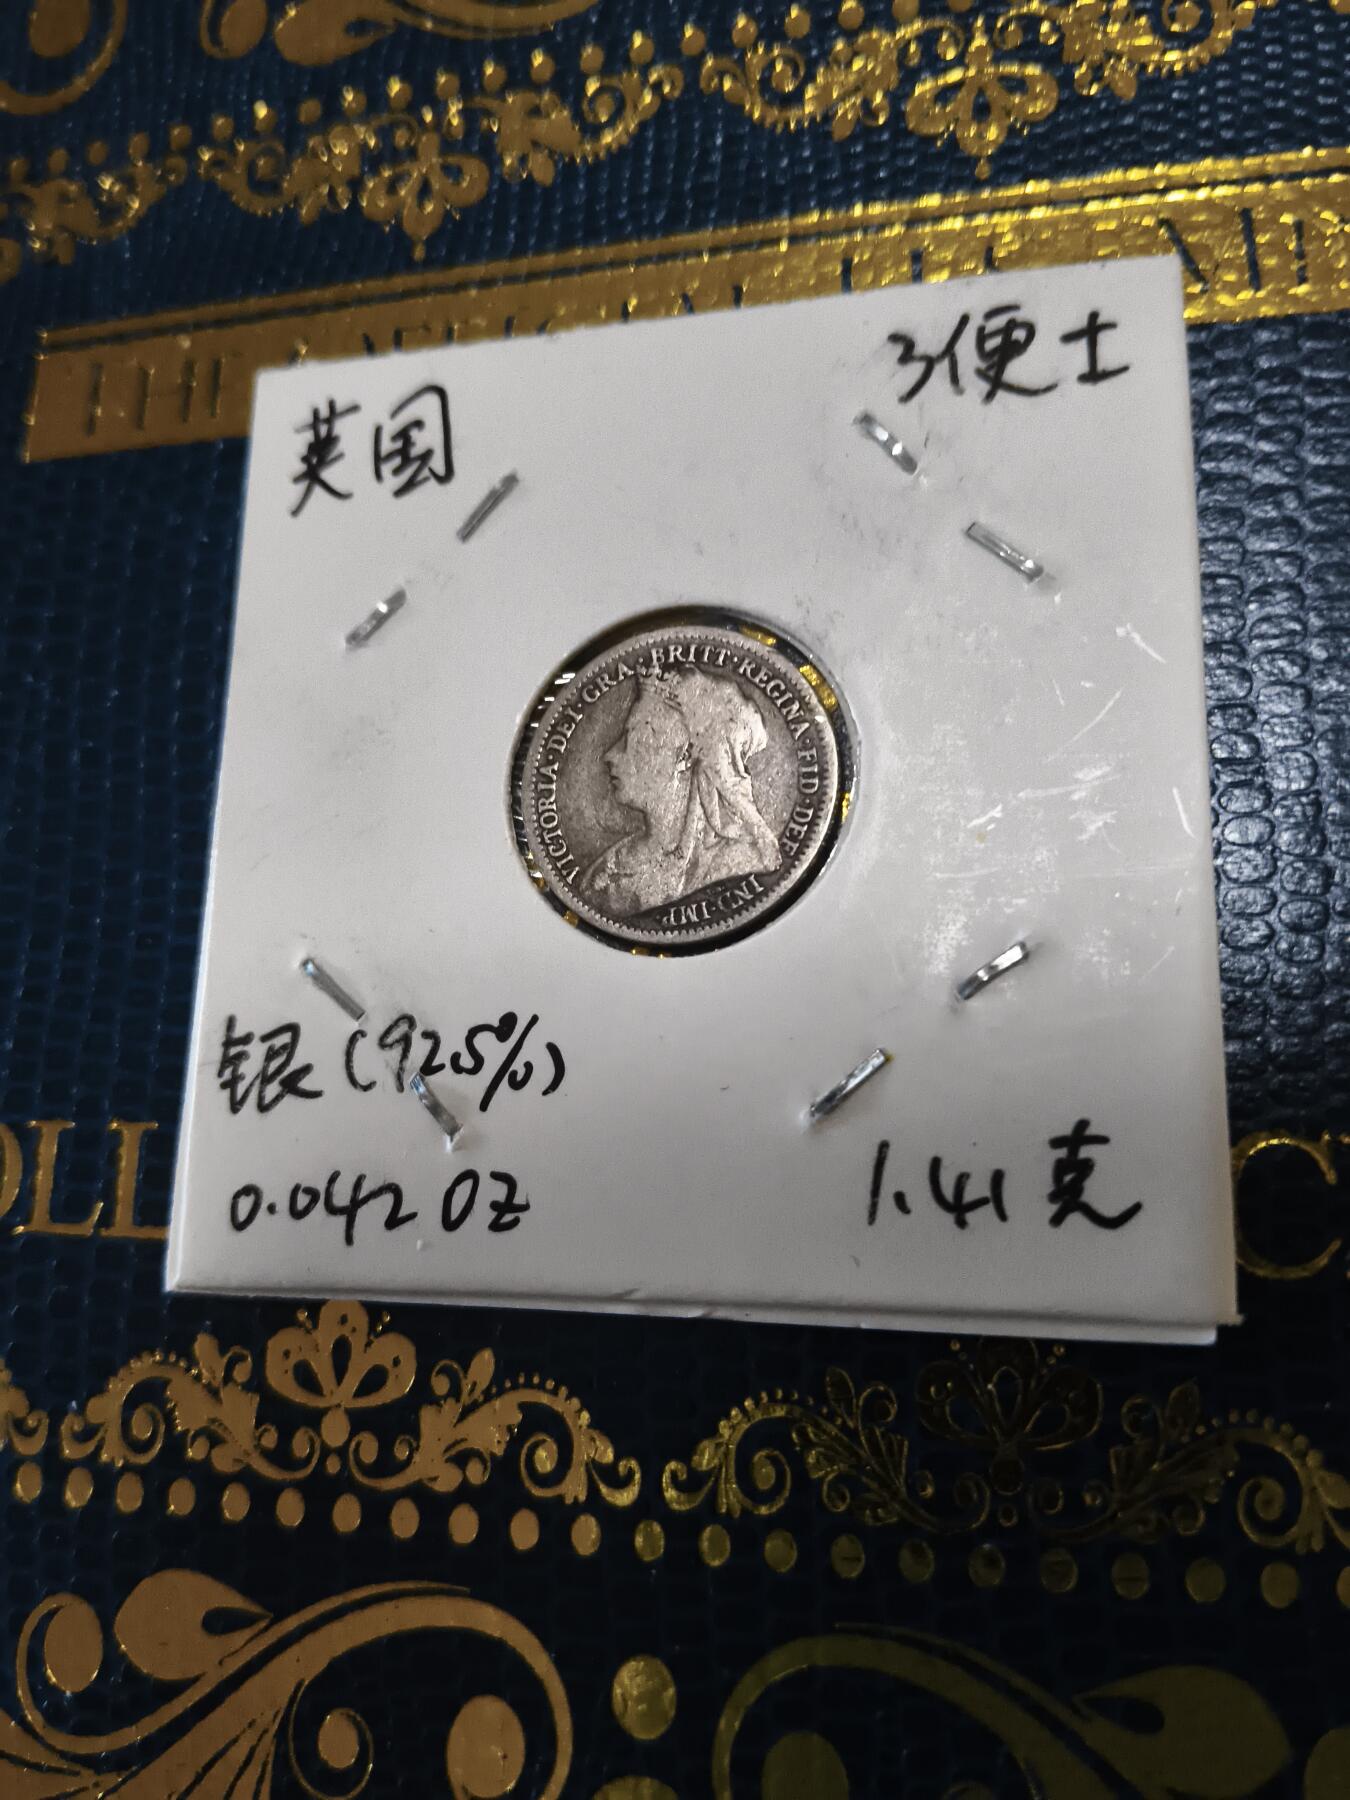 英国
3便士
VICTORIA·DEI·GRA·BRITT·REGINA·FID·DEF·IND·IMP·
银(925%)
0.042 OZ
1.41克